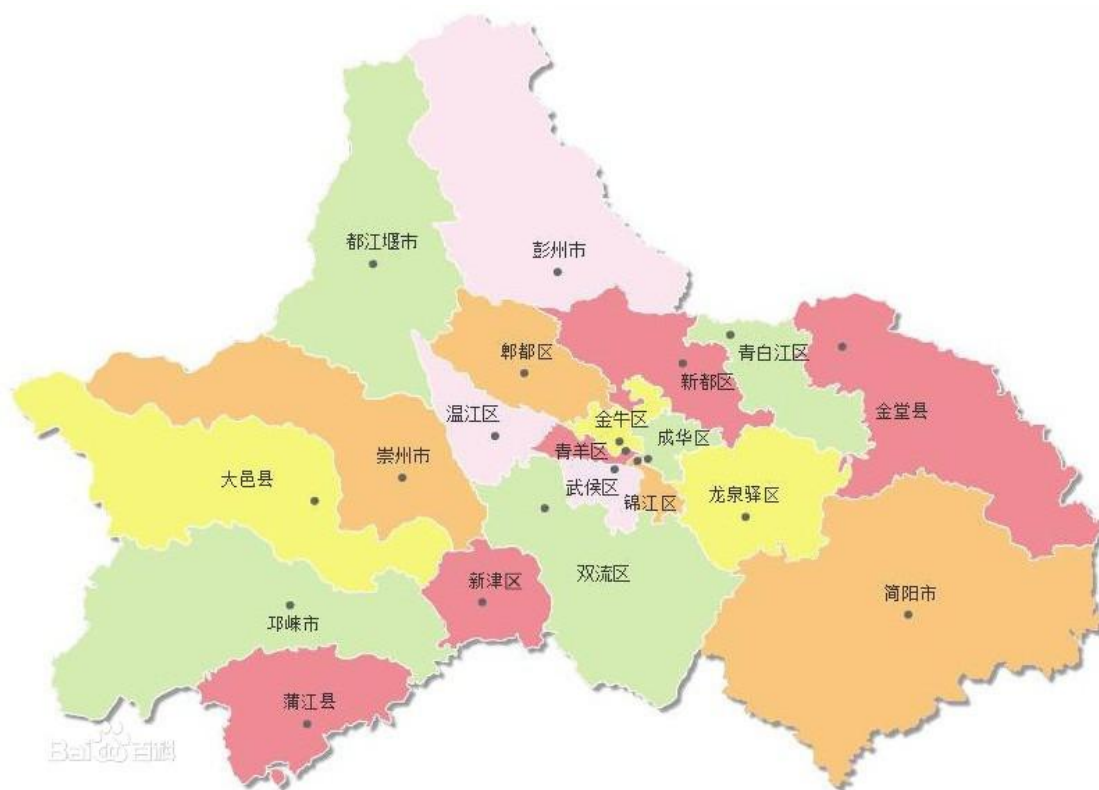 都江堰市
彭州市
郫都区
新都区
青白江区
金堂县
温江区
金牛区
成华区
青羊区
崇州市
大邑县
武侯区
锦江区
龙泉驿区
新津区
双流区
简阳市
邛崃市
蒲江县
Bai 百科